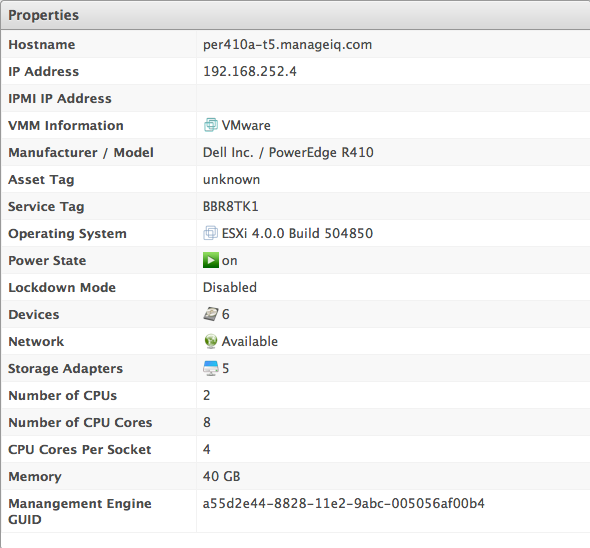 Properties
Hostname per410a-t5.manageiq.com
IP Address 192.168.252.4
IPMI IP Address
VMM Information VMware
Manufacturer / Model Dell Inc. / PowerEdge R410
Asset Tag unknown
Service Tag BBR8TK1
Operating System ESXi 4.0.0 Build 504850
Power State on
Lockdown Mode Disabled
Devices 6
Network Available
Storage Adapters 5
Number of CPUs 2
Number of CPU Cores 8
CPU Cores Per Socket 4
Memory 40 GB
Manangement Engine a55d2e44-8828-11e2-9abc-005056af00b4
GUID